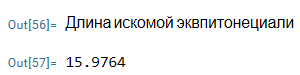 Out[56]= Длина искомой эквпитонециали
Out[57]= 15.9764